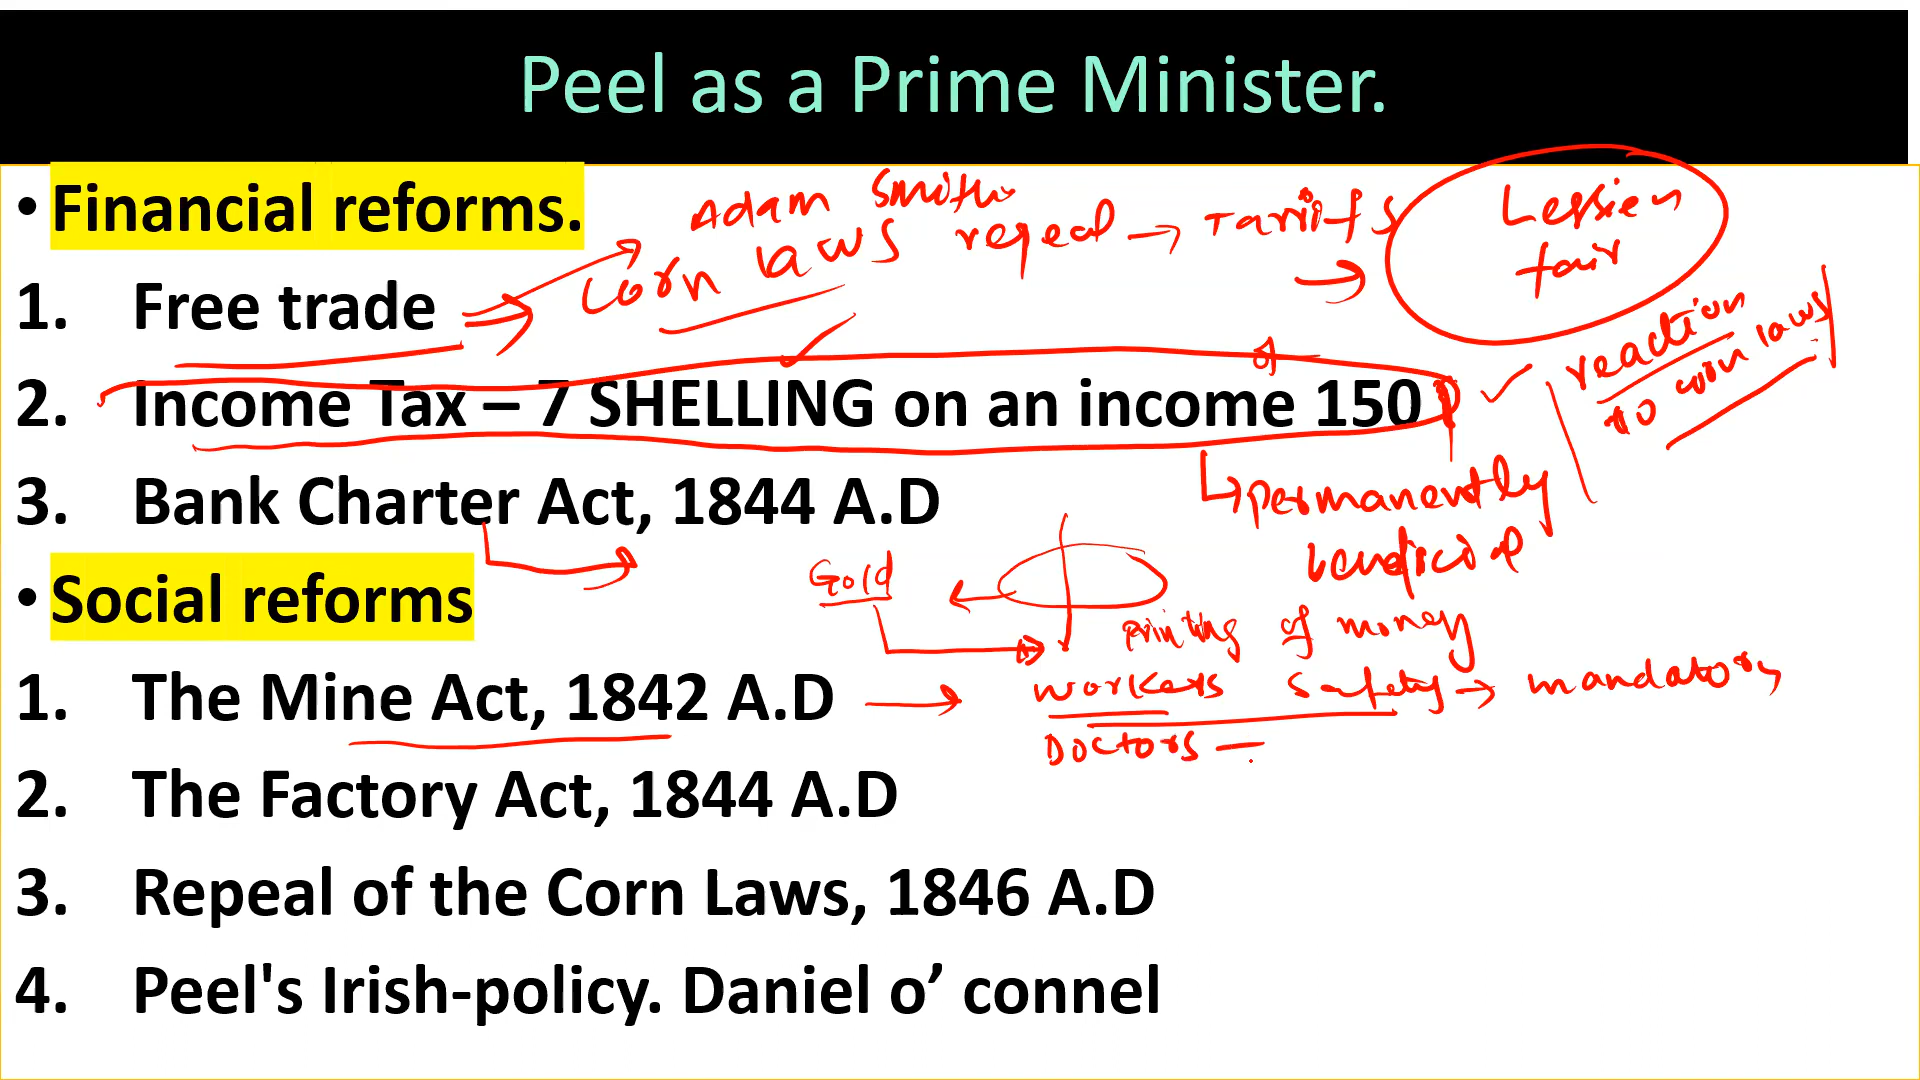 Peel as a Prime Minister.
• Financial reforms.
Adam Smith
1. Free trade
Corn laws repeal → Tariffs
Lessien
fair
reaction
to corn laws
2. Income Tax – 7 SHELLING on an income of 150 P
permanently
beneficial
3. Bank Charter Act, 1844 A.D
Gold
printing of money
• Social reforms
1. The Mine Act, 1842 A.D → workers safety → mandatory
Doctors –
2. The Factory Act, 1844 A.D
3. Repeal of the Corn Laws, 1846 A.D
4. Peel's Irish-policy. Daniel o’ connel